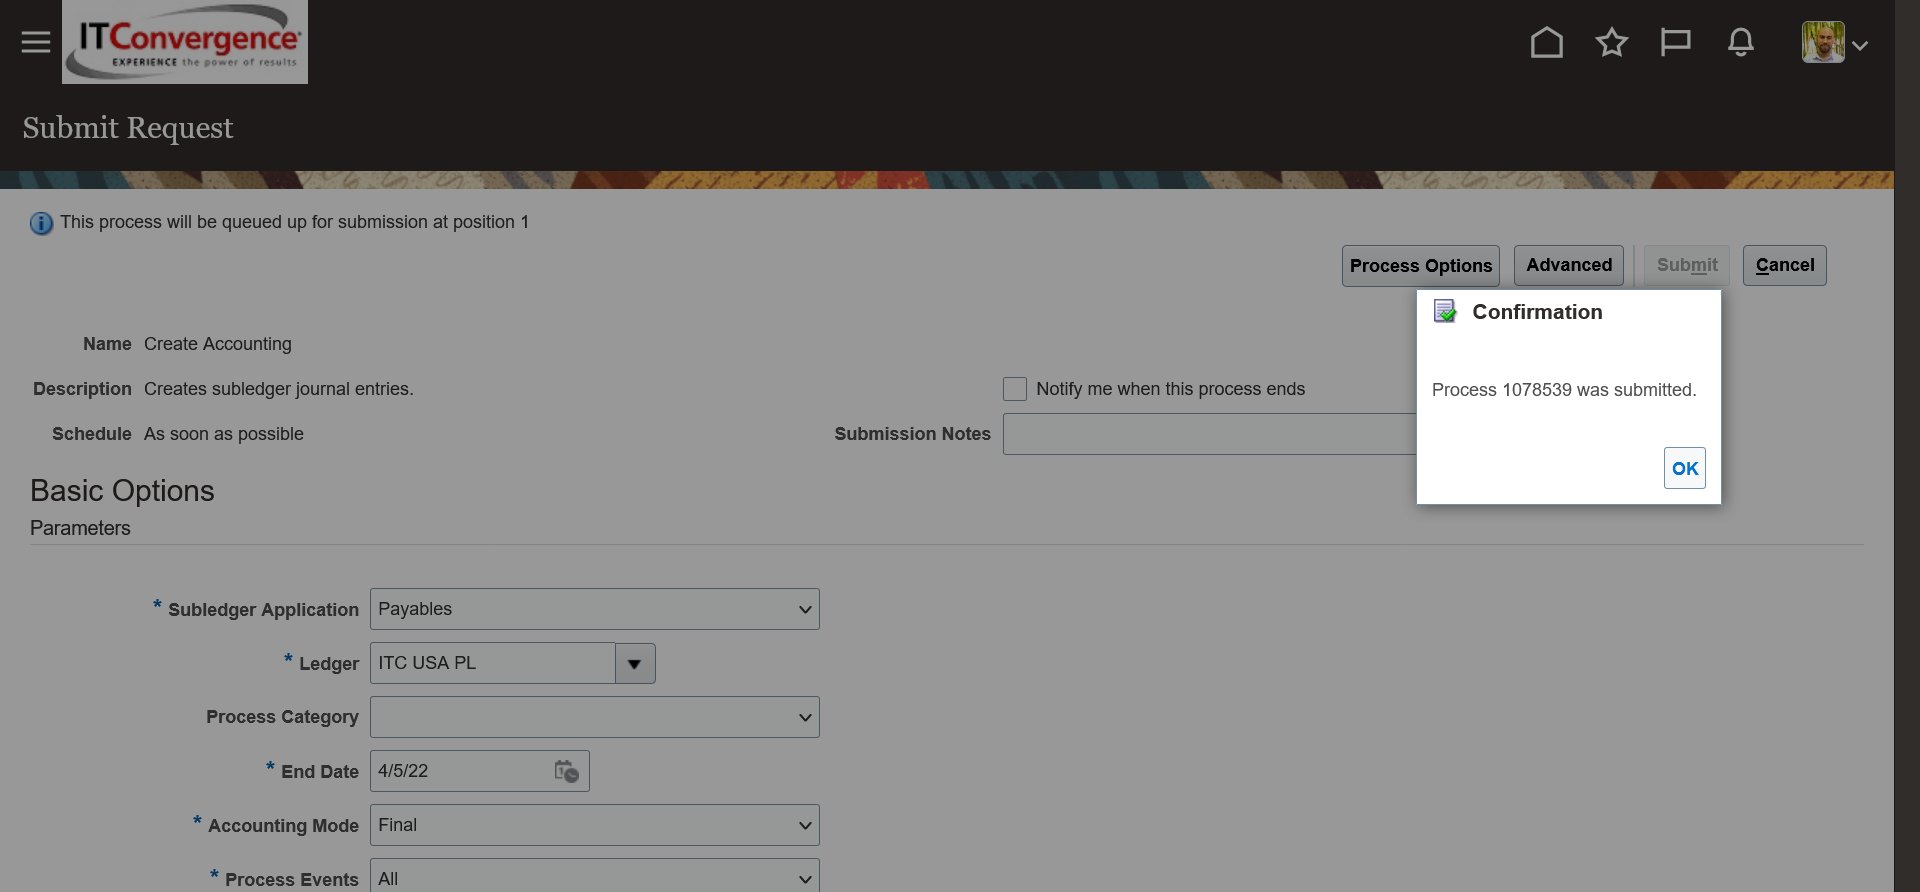 ITConvergence
EXPERIENCE the power of results
Submit Request
This process will be queued up for submission at position 1
Process Options
Advanced
Submit
Cancel
Confirmation
Process 1078539 was submitted.
OK
Name Create Accounting
Description Creates subledger journal entries.
Notify me when this process ends
Schedule As soon as possible
Submission Notes
Basic Options
Parameters
* Subledger Application Payables
* Ledger ITC USA PL
Process Category
* End Date 4/5/22
* Accounting Mode Final
* Process Events All